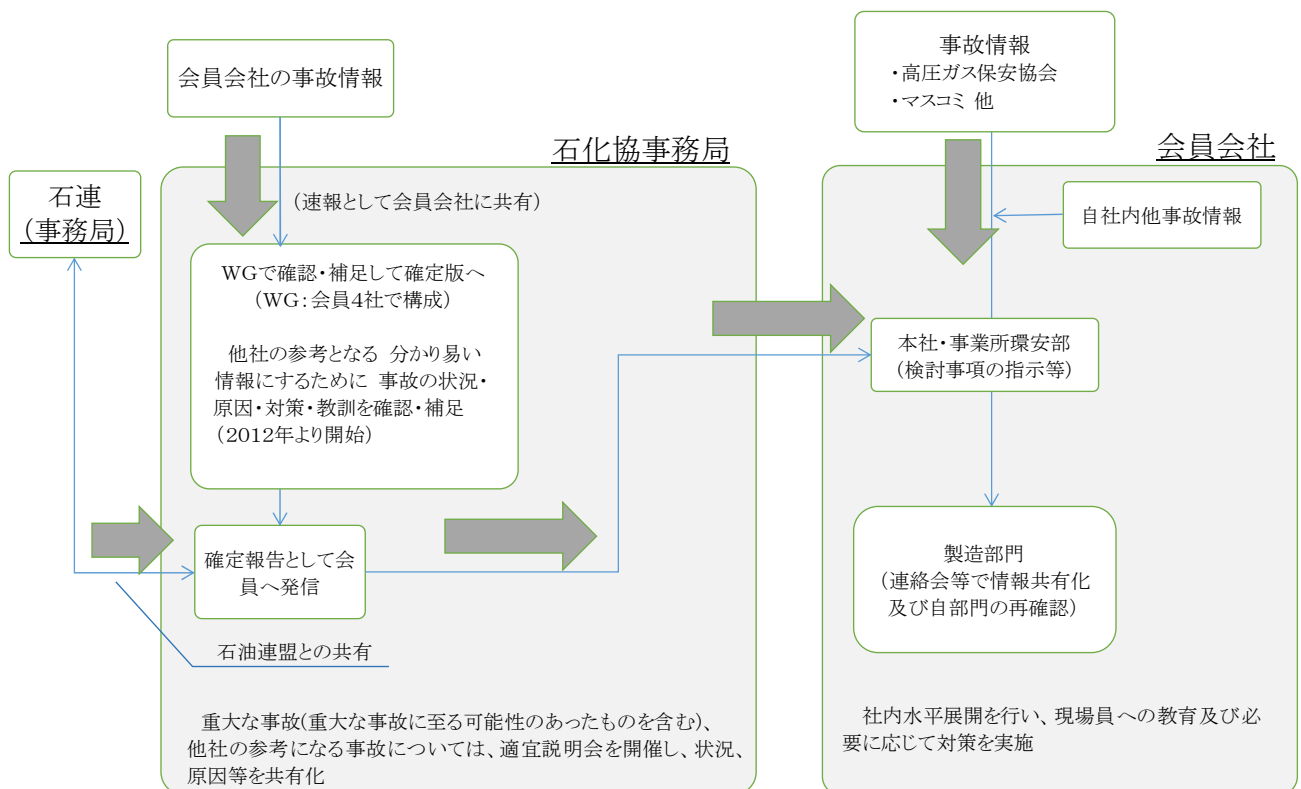 会員会社の事故情報
事故情報
・高圧ガス保安協会
・マスコミ 他
石化協事務局
会員会社
石連
(事務局)
(速報として会員会社に共有)
自社内他事故情報
WGで確認・補足して確定版へ
(WG:会員4社で構成)
他社の参考となる 分かり易い
情報にするために 事故の状況・
原因・対策・教訓を確認・補足
(2012年より開始)
本社・事業所環安部
(検討事項の指示等)
確定報告として会
員へ発信
製造部門
(連絡会等で情報共有化
及び自部門の再確認)
石油連盟との共有
重大な事故(重大な事故に至る可能性のあったものを含む)、
他社の参考になる事故については、適宜説明会を開催し、状況、
原因等を共有化
社内水平展開を行い、現場員への教育及び必
要に応じて対策を実施